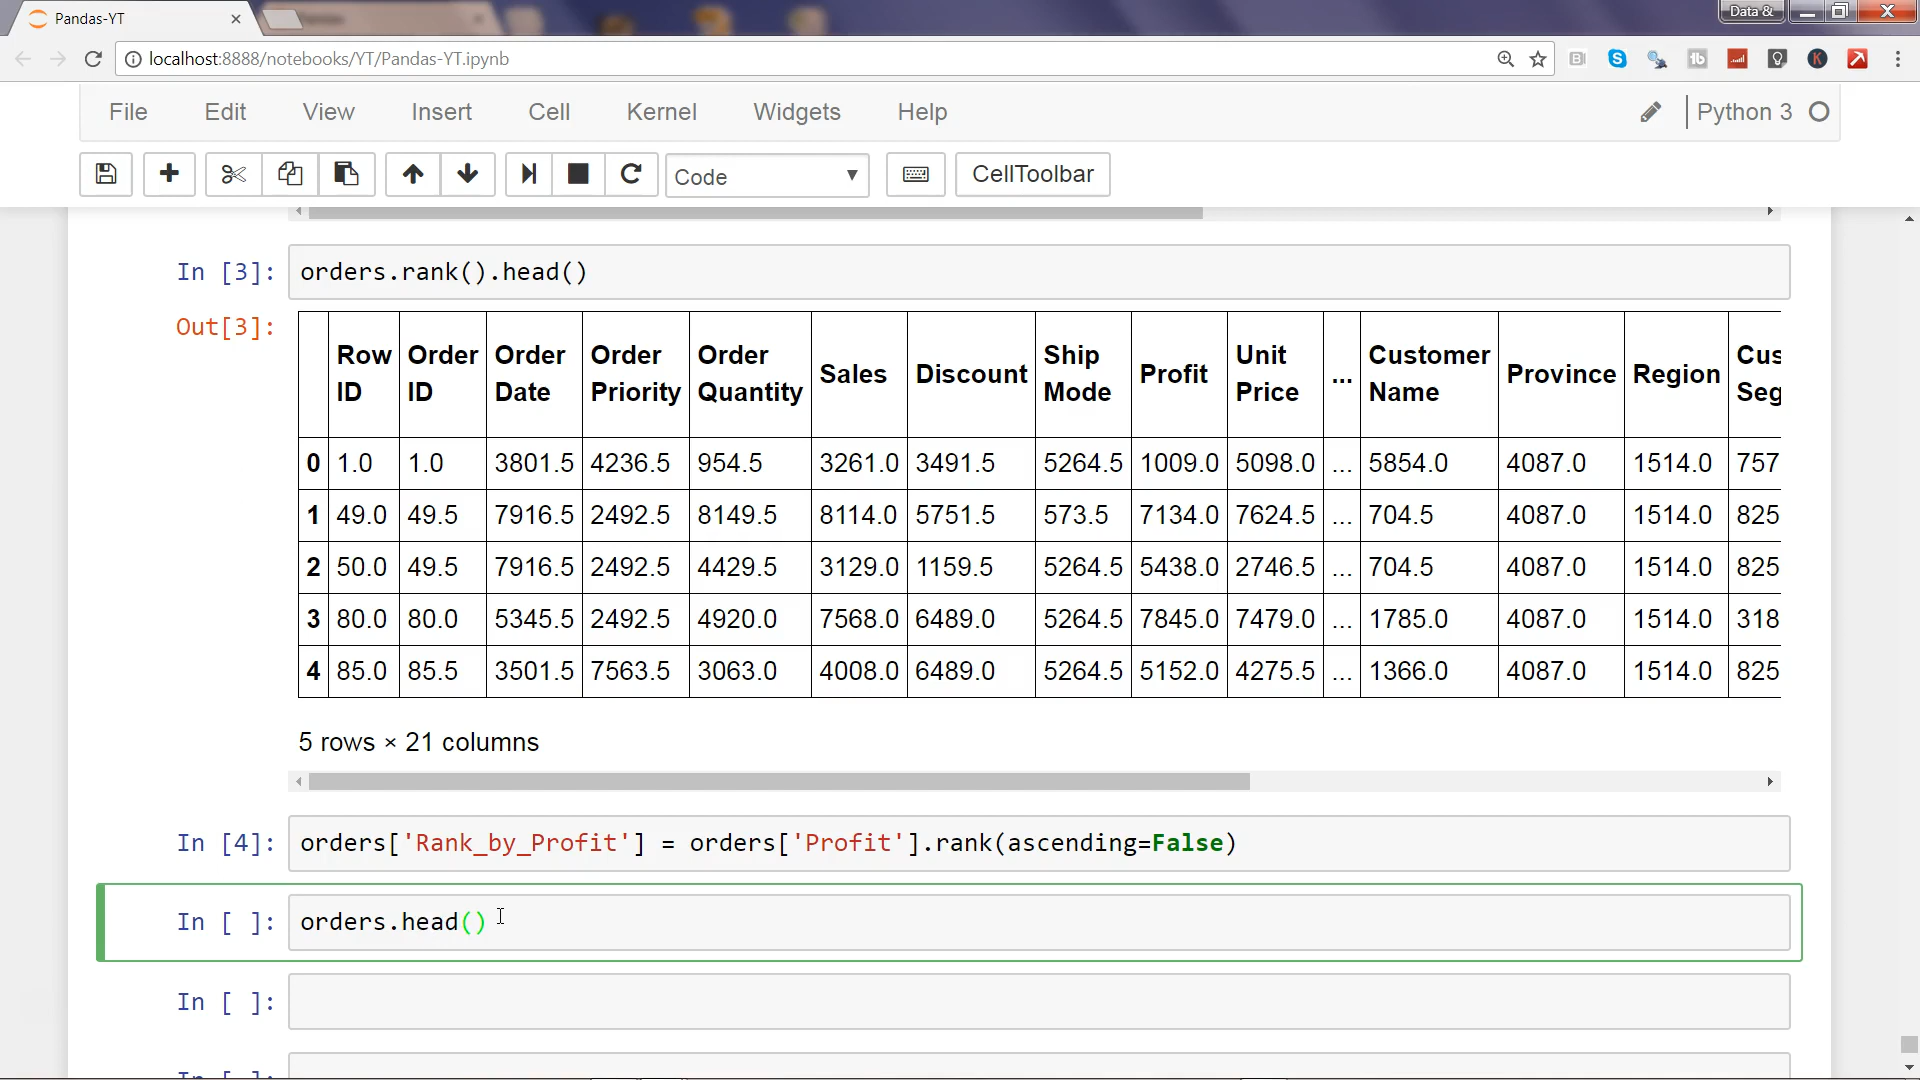 Pandas-YT
Pandas
Data &
localhost:8888/notebooks/YT/Pandas-YT.ipynb
File Edit View Insert Cell Kernel Widgets Help Python 3
Code CellToolbar
In [3]: orders.rank().head()
Out[3]:
Row ID Order ID Order Date Order Priority Order Quantity Sales Discount Ship Mode Profit Unit Price ... Customer Name Province Region Cus Seg
0 1.0 1.0 3801.5 4236.5 954.5 3261.0 3491.5 5264.5 1009.0 5098.0 ... 5854.0 4087.0 1514.0 757
1 49.0 49.5 7916.5 2492.5 8149.5 8114.0 5751.5 573.5 7134.0 7624.5 ... 704.5 4087.0 1514.0 825
2 50.0 49.5 7916.5 2492.5 4429.5 3129.0 1159.5 5264.5 5438.0 2746.5 ... 704.5 4087.0 1514.0 825
3 80.0 80.0 5345.5 2492.5 4920.0 7568.0 6489.0 5264.5 7845.0 7479.0 ... 1785.0 4087.0 1514.0 318
4 85.0 85.5 3501.5 7563.5 3063.0 4008.0 6489.0 5264.5 5152.0 4275.5 ... 1366.0 4087.0 1514.0 825
5 rows × 21 columns
In [4]: orders['Rank_by_Profit'] = orders['Profit'].rank(ascending=False)
In [ ]: orders.head()
In [ ]: